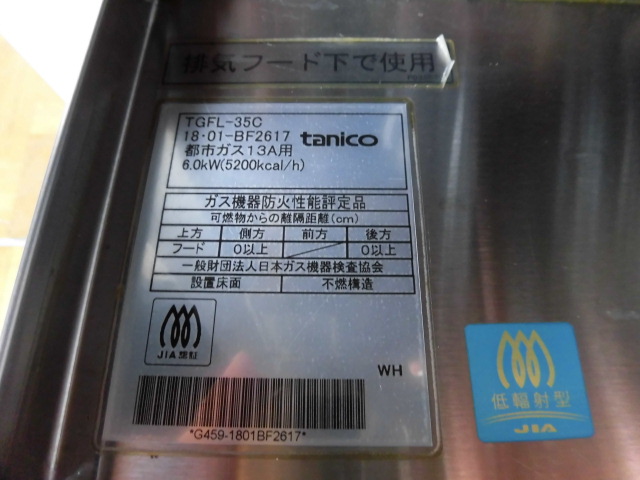 排気フード下で使用
TGFL-35C
18・01-BF2617
tanico
都市ガス13A用
6.0kW(5200kcal/h)
ガス機器防火性能評定品
可燃物からの離隔距離(cm)
上方 側方 前方 後方
フード 0以上 0以上
一般財団法人日本ガス機器検査協会
設置床面 不燃構造
JIA認証
WH
*G459-1801BF2617*
低輻射型
JIA